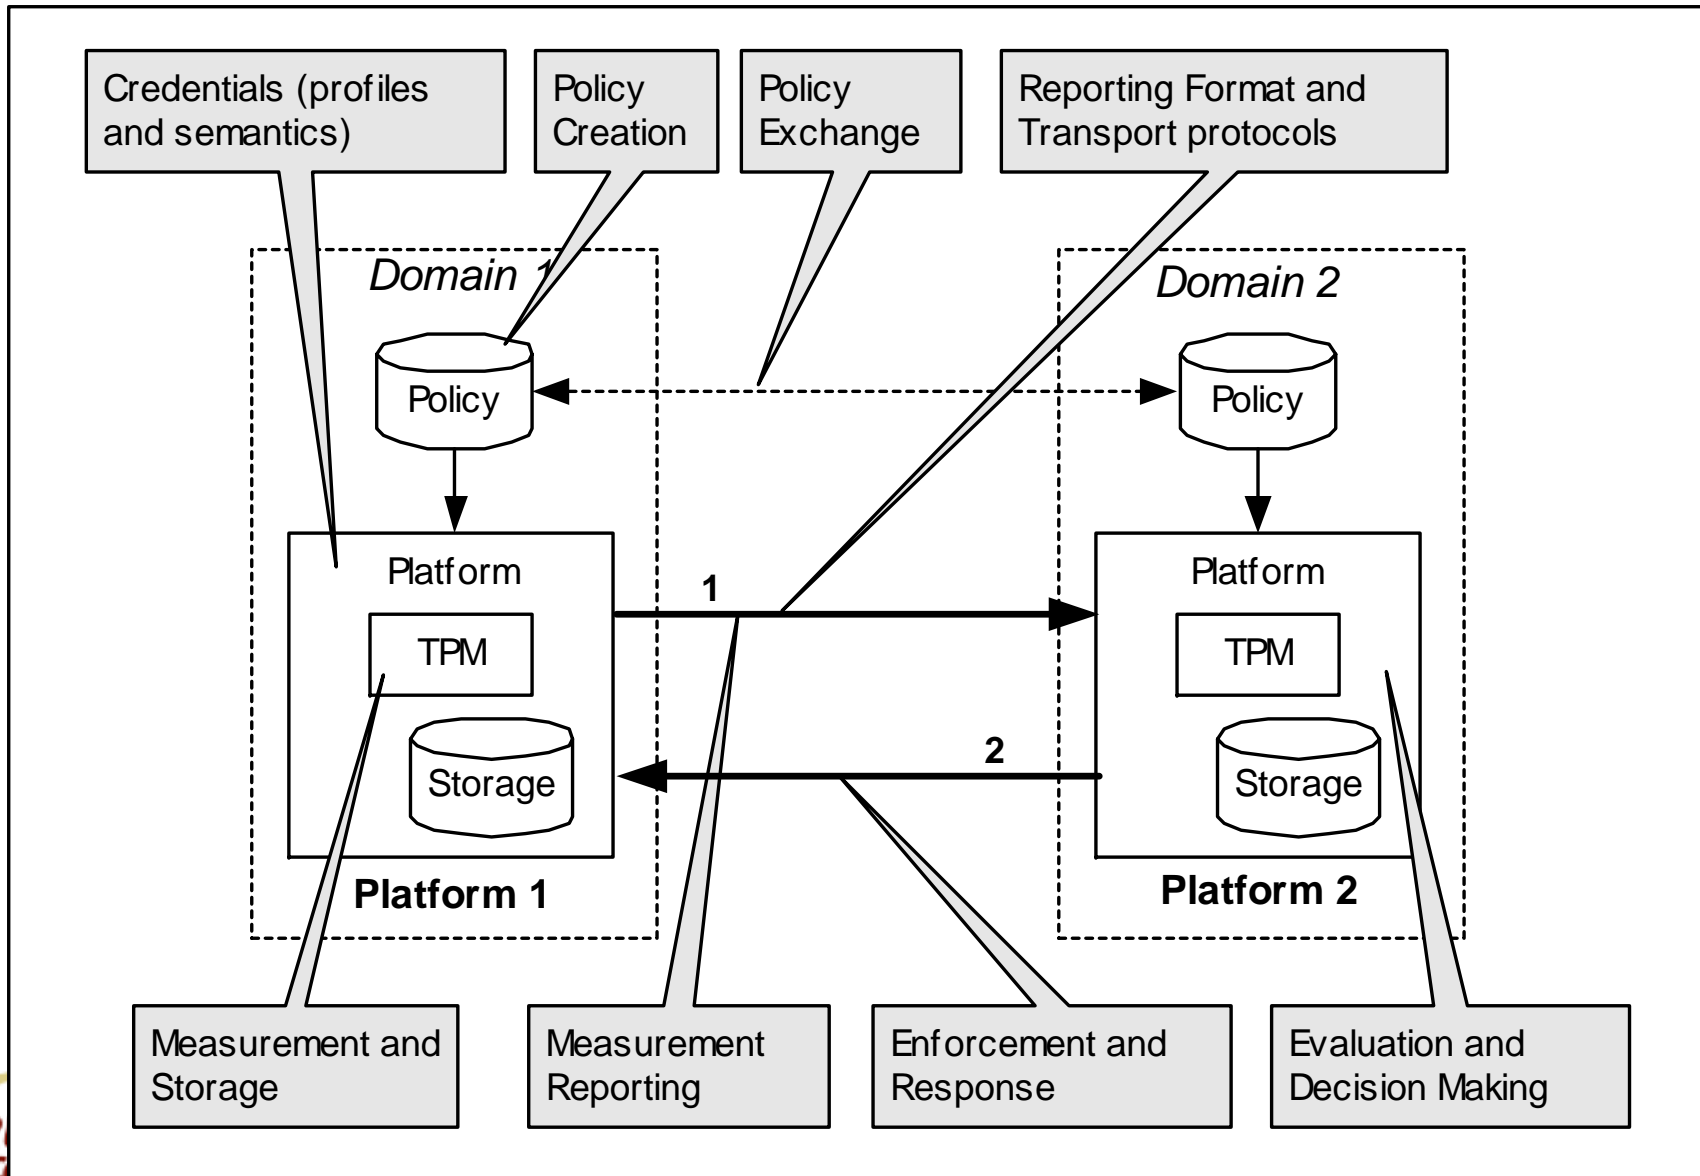 Credentials (profiles
and semantics)
Policy
Creation
Policy
Exchange
Reporting Format and
Transport protocols
Domain 1
Domain 2
Policy
Policy
Platform
Platform
1
TPM
TPM
2
Storage
Storage
Platform 1
Platform 2
Measurement and
Storage
Measurement
Reporting
Enforcement and
Response
Evaluation and
Decision Making